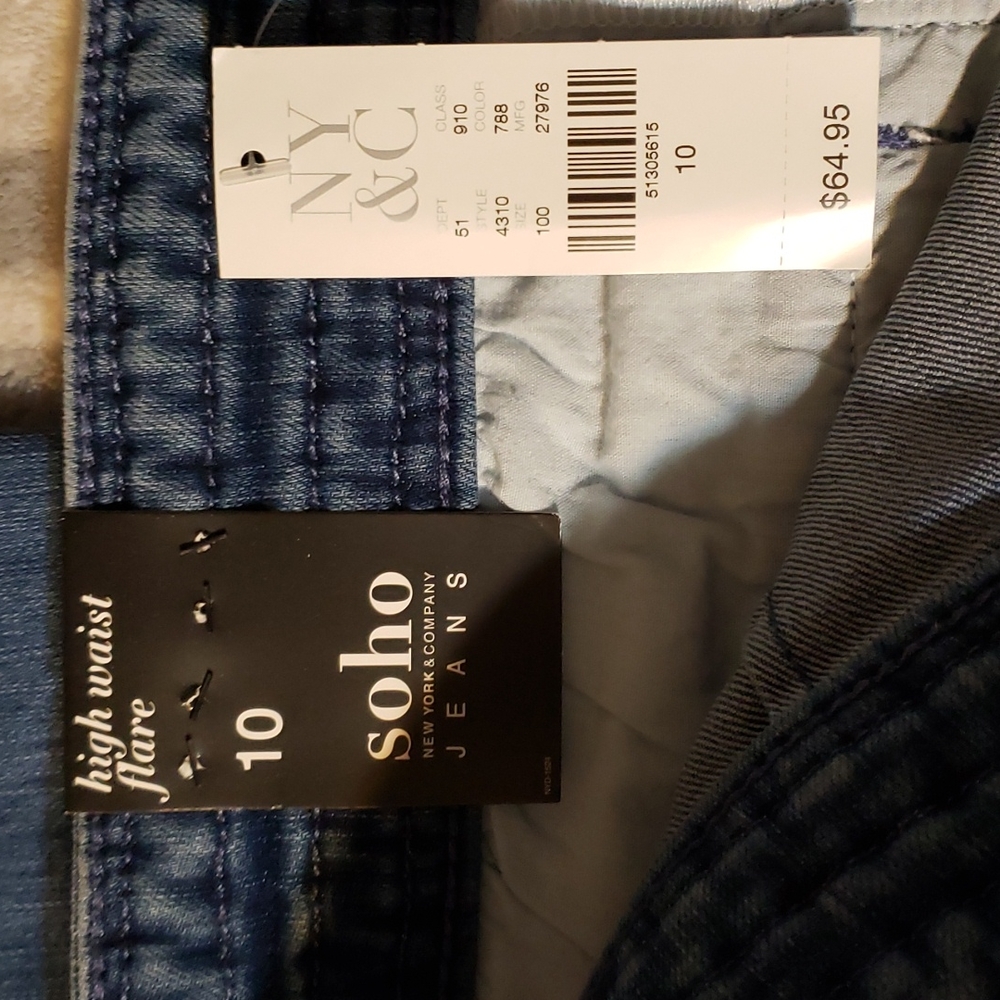 NY
&C
DEPT CLASS
51 910
STYLE COLOR
4310 788
SIZE MFG
100 27976
51305615
10
$64.95
high waist
flare
10
soho
NEW YORK & COMPANY
JEANS